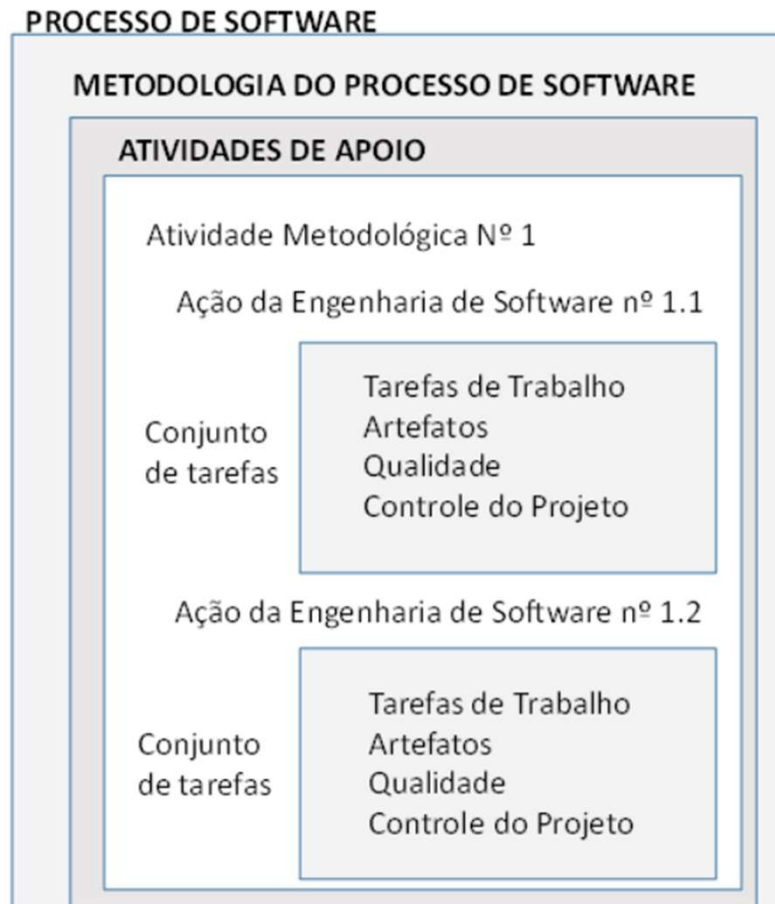 PROCESSO DE SOFTWARE
METODOLOGIA DO PROCESSO DE SOFTWARE
ATIVIDADES DE APOIO
Atividade Metodológica Nº 1
Ação da Engenharia de Software nº 1.1
Conjunto
de tarefas
Tarefas de Trabalho
Artefatos
Qualidade
Controle do Projeto
Ação da Engenharia de Software nº 1.2
Conjunto
de tarefas
Tarefas de Trabalho
Artefatos
Qualidade
Controle do Projeto